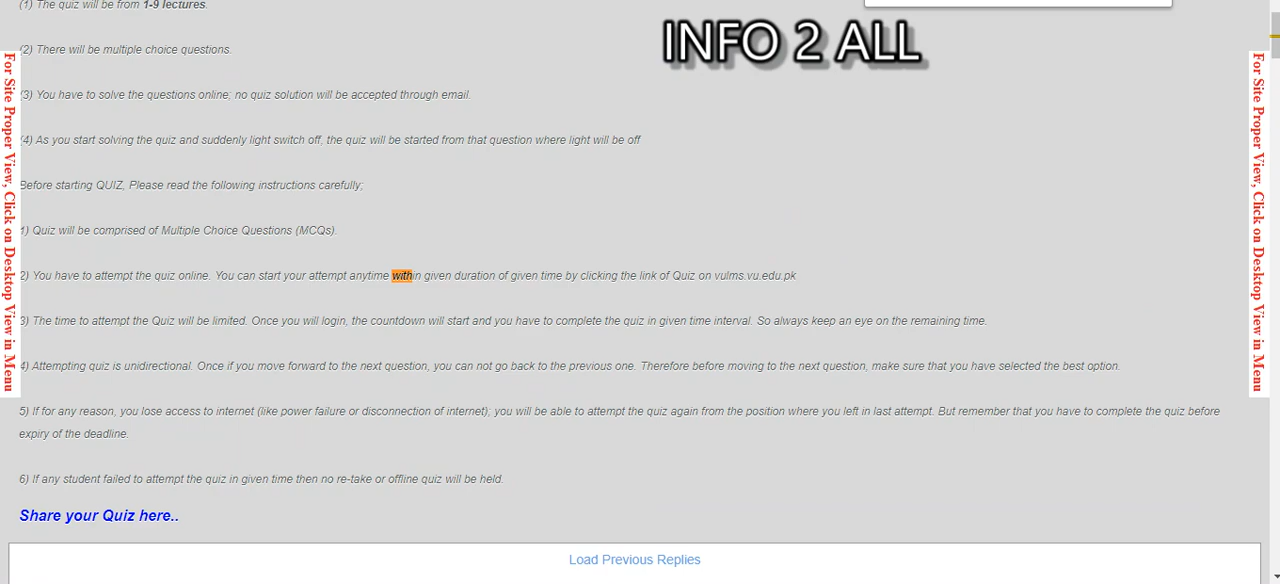 (1) The quiz will be from 1-9 lectures.
INFO 2 ALL
(2) There will be multiple choice questions.
(3) You have to solve the questions online; no quiz solution will be accepted through email.
(4) As you start solving the quiz and suddenly light switch off, the quiz will be started from that question where light will be off
Before starting QUIZ, Please read the following instructions carefully;
1) Quiz will be comprised of Multiple Choice Questions (MCQs).
2) You have to attempt the quiz online. You can start your attempt anytime within given duration of given time by clicking the link of Quiz on vulms.vu.edu.pk
3) The time to attempt the Quiz will be limited. Once you will login, the countdown will start and you have to complete the quiz in given time interval. So always keep an eye on the remaining time.
4) Attempting quiz is unidirectional. Once if you move forward to the next question, you can not go back to the previous one. Therefore before moving to the next question, make sure that you have selected the best option.
5) If for any reason, you lose access to internet (like power failure or disconnection of internet); you will be able to attempt the quiz again from the position where you left in last attempt. But remember that you have to complete the quiz before
expiry of the deadline.
6) If any student failed to attempt the quiz in given time then no re-take or offline quiz will be held.
Share your Quiz here..
Load Previous Replies
For Site Proper View, Click on Desktop View in Menu
For Site Proper View, Click on Desktop View in Menu